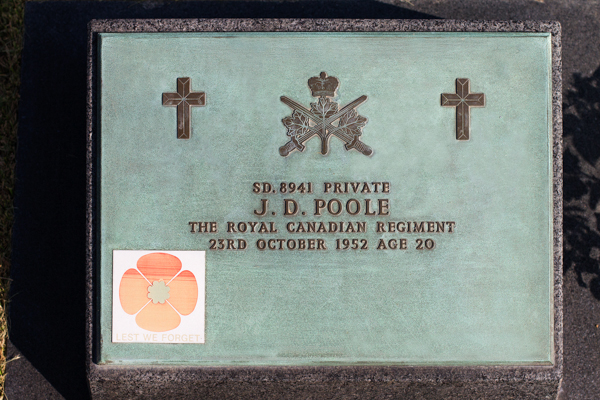 SD. 8941 PRIVATE
J. D. POOLE
THE ROYAL CANADIAN REGIMENT
23RD OCTOBER 1952 AGE 20
LEST WE FORGET